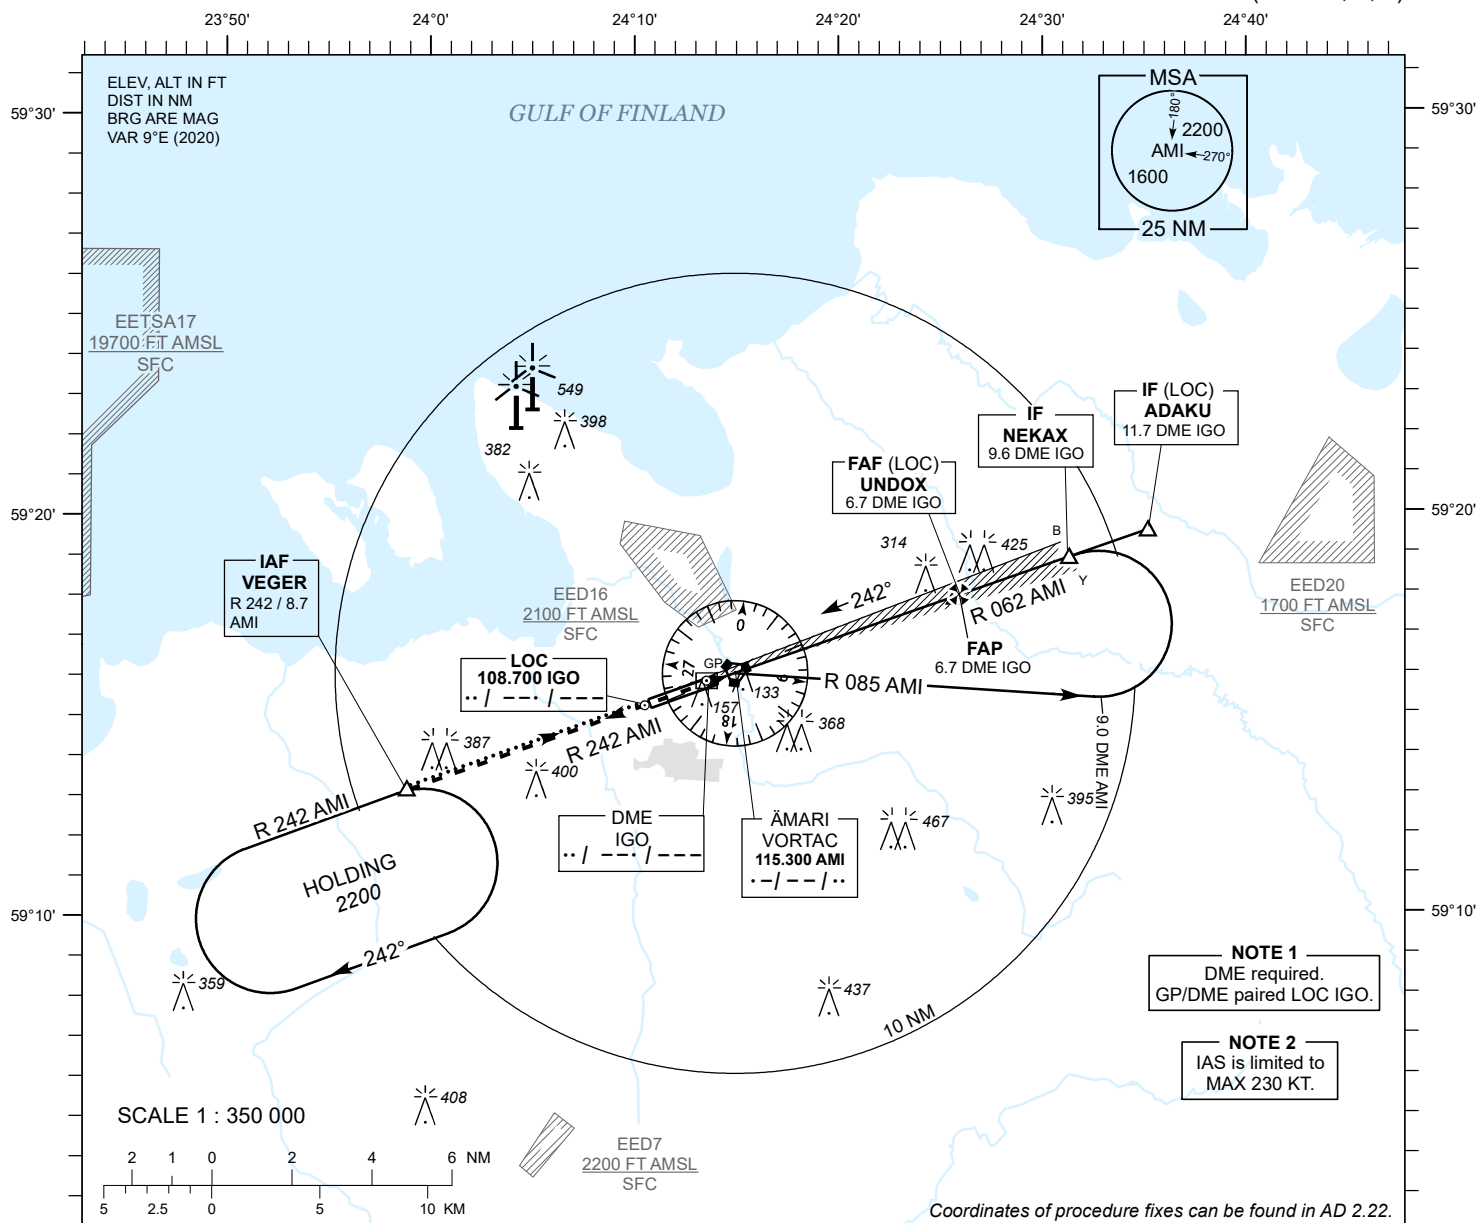 23°50'
24°0'
24°10'
24°20'
24°30'
24°40'
ELEV, ALT IN FT
DIST IN NM
BRG ARE MAG
VAR 9°E (2020)
GULF OF FINLAND
MSA
180°
2200
AMI
270°
1600
25 NM
59°30'
59°30'
EETSA17
19700 FT AMSL
SFC
549
398
382
IF (LOC)
ADAKU
11.7 DME IGO
IF
NEKAX
9.6 DME IGO
FAF (LOC)
UNDOX
6.7 DME IGO
59°20'
59°20'
B
314
425
Y
IAF
VEGER
R 242 / 8.7
AMI
EED16
2100 FT AMSL
SFC
EED20
1700 FT AMSL
SFC
242°
R 062 AMI
0
FAP
6.7 DME IGO
LOC
108.700 IGO
GP
27
9
18
133
157
R 085 AMI
368
387
R 242 AMI
400
9.0 DME AMI
395
R 242 AMI
467
DME
IGO
ÄMARI
VORTAC
115.300 AMI
HOLDING
2200
59°10'
59°10'
242°
359
437
10 NM
NOTE 1
DME required.
GP/DME paired LOC IGO.
NOTE 2
IAS is limited to
MAX 230 KT.
408
SCALE 1 : 350 000
EED7
2200 FT AMSL
SFC
2 1 0 2 4 6 NM
5 2.5 0 5 10 KM
Coordinates of procedure fixes can be found in AD 2.22.